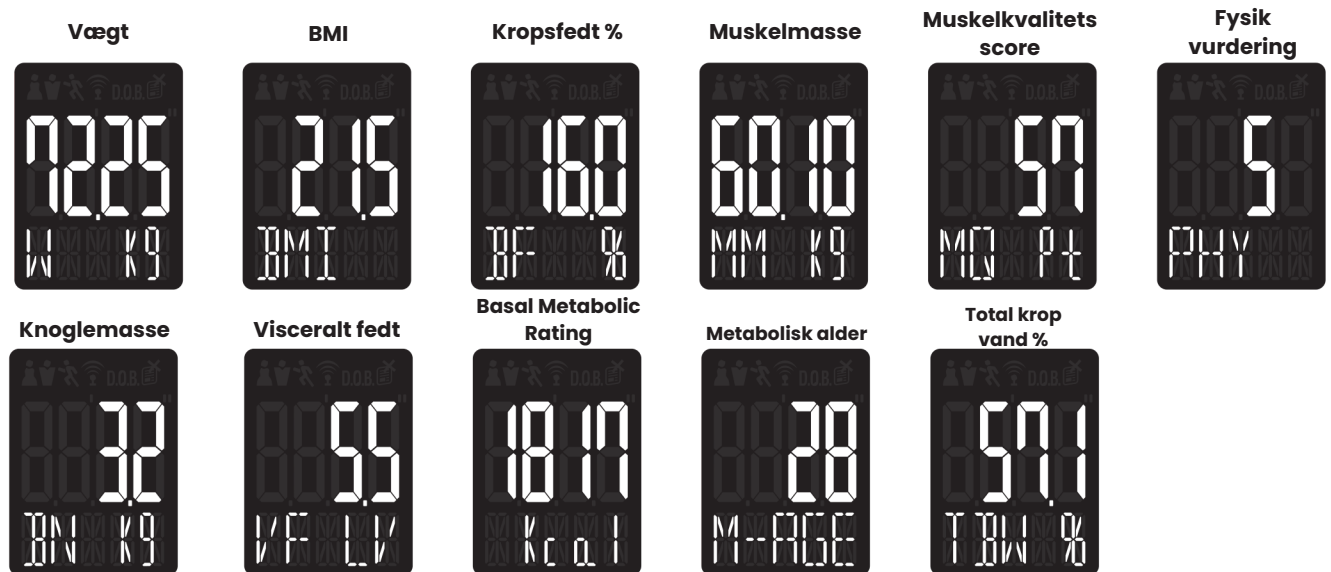 Vægt
BMI
Kropsfedt %
Muskelmasse
Muskelkvalitets
score
Fysik
vurdering
D.O.B.
72.25
W Kg
D.O.B.
21.5
BMI
D.O.B.
16.0
BF %
D.O.B.
60.10
MM Kg
D.O.B.
57
MQ Pt
D.O.B.
5
PHY
Knoglemasse
Visceralt fedt
Basal Metabolic
Rating
Metabolisk alder
Total krop
vand %
D.O.B.
3.2
BN Kg
D.O.B.
5.5
VF LV
D.O.B.
1817
Kcal
D.O.B.
28
M-AGE
D.O.B.
57.1
TBW %